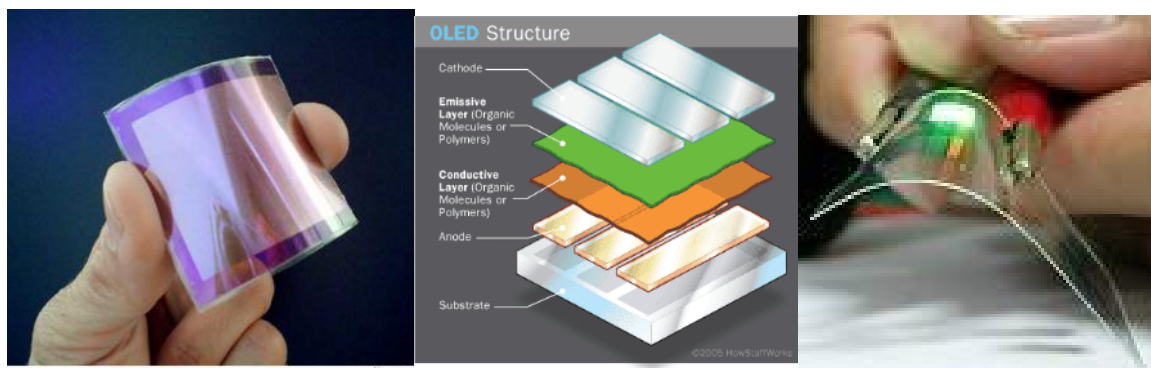 OLED Structure
Cathode
Emissive
Layer (Organic
Molecules or
Polymers)
Conductive
Layer (Organic
Molecules or
Polymers)
Anode
Substrate
©2005 HowStuffWorks